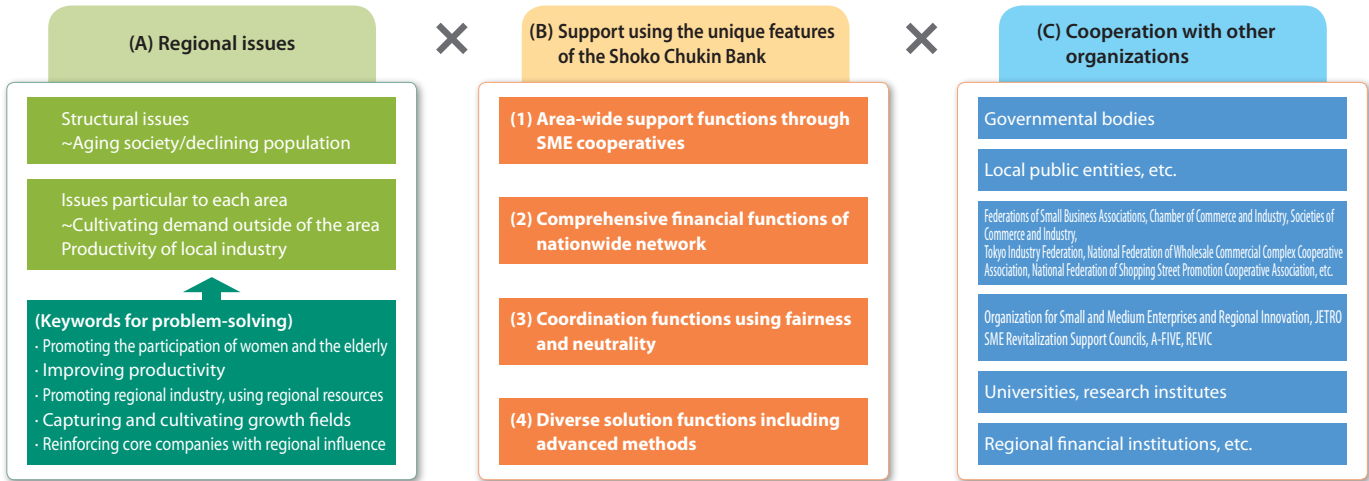 (A) Regional issues
Structural issues
~Aging society/declining population
Issues particular to each area
~Cultivating demand outside of the area
Productivity of local industry
(Keywords for problem-solving)
· Promoting the participation of women and the elderly
· Improving productivity
· Promoting regional industry, using regional resources
· Capturing and cultivating growth fields
· Reinforcing core companies with regional influence
×
(B) Support using the unique features
of the Shoko Chukin Bank
(1) Area-wide support functions through
SME cooperatives
(2) Comprehensive financial functions of
nationwide network
(3) Coordination functions using fairness
and neutrality
(4) Diverse solution functions including
advanced methods
×
(C) Cooperation with other
organizations
Governmental bodies
Local public entities, etc.
Federations of Small Business Associations, Chamber of Commerce and Industry, Societies of
Commerce and Industry,
Tokyo Industry Federation, National Federation of Wholesale Commercial Complex Cooperative
Association, National Federation of Shopping Street Promotion Cooperative Association, etc.
Organization for Small and Medium Enterprises and Regional Innovation, JETRO
SME Revitalization Support Councils, A-FIVE, REVIC
Universities, research institutes
Regional financial institutions, etc.